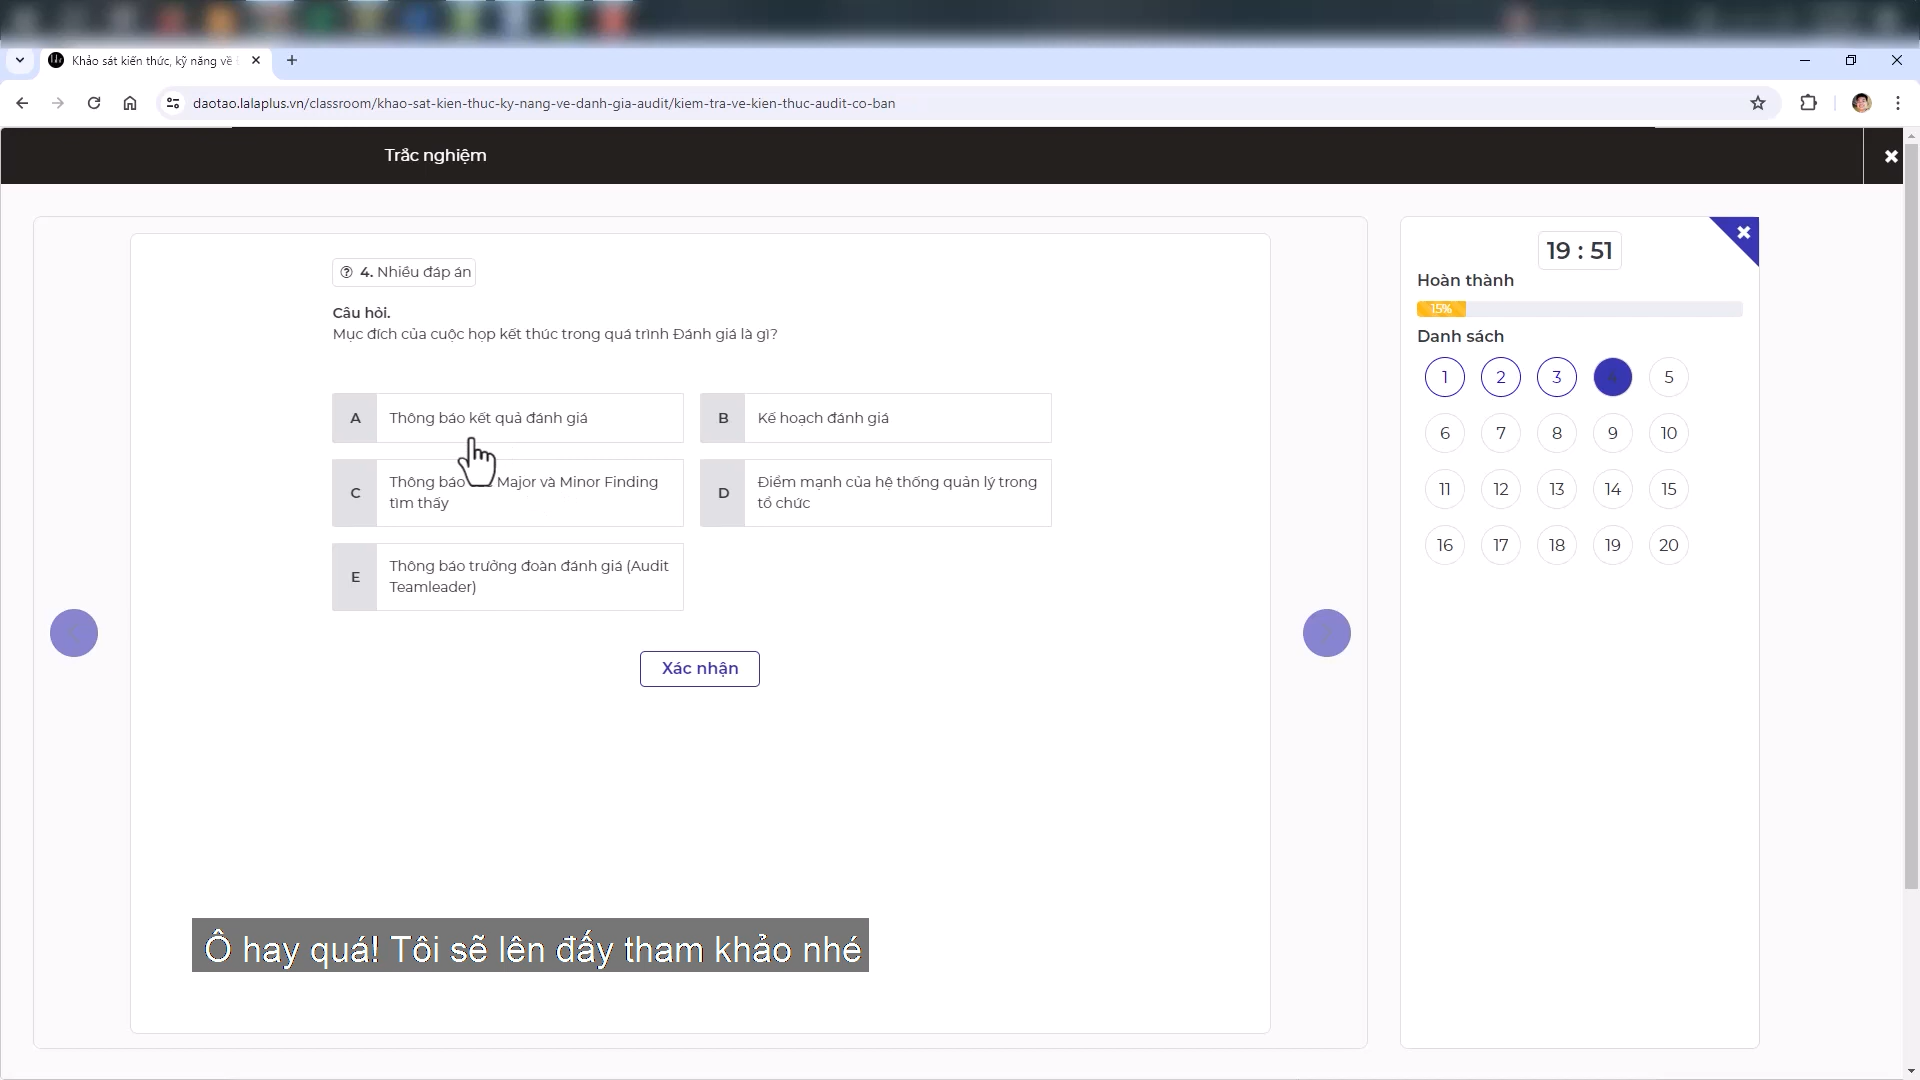 Khảo sát kiến thức, kỹ năng về
daotao.lalaplus.vn/classroom/khao-sat-kien-thuc-ky-nang-ve-danh-gia-audit/kiem-tra-ve-kien-thuc-audit-co-ban
Trắc nghiệm
4. Nhiều đáp án
Câu hỏi.
Mục đích của cuộc họp kết thúc trong quá trình Đánh giá là gì?
A Thông báo kết quả đánh giá
B Kế hoạch đánh giá
C Thông báo Major và Minor Finding
tìm thấy
D Điểm mạnh của hệ thống quản lý trong
tổ chức
E Thông báo trưởng đoàn đánh giá (Audit
Teamleader)
Xác nhận
19 : 51
Hoàn thành
15%
Danh sách
1 2 3 4 5
6 7 8 9 10
11 12 13 14 15
16 17 18 19 20
Ô hay quá! Tôi sẽ lên đấy tham khảo nhé